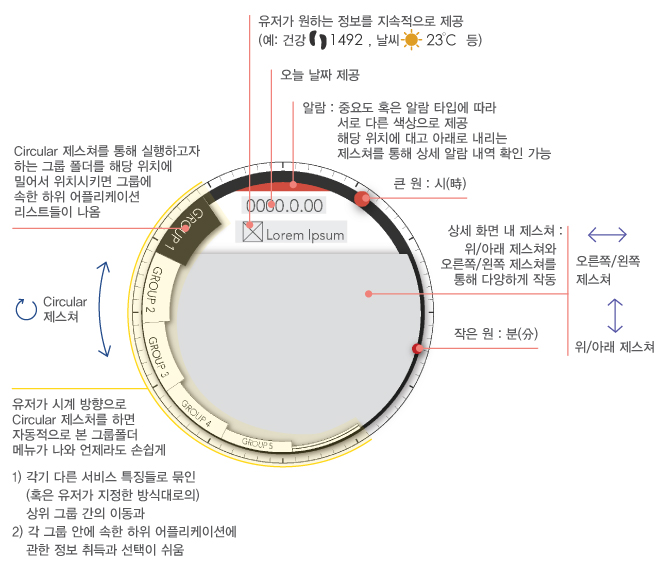 유저가 원하는 정보를 지속적으로 제공
(예: 건강 1492 , 날씨 23°C 등)
오늘 날짜 제공
알람 : 중요도 혹은 알람 타입에 따라
서로 다른 색상으로 제공
해당 위치에 대고 아래로 내리는
제스쳐를 통해 상세 알람 내역 확인 가능
Circular 제스쳐를 통해 실행하고자
하는 그룹 폴더를 해당 위치에
밀어서 위치시키면 그룹에
속한 하위 어플리케이션
리스트들이 나옴
큰 원 : 시(時)
0000.0.00
Lorem Ipsum
상세 화면 내 제스쳐 :
위/아래 제스쳐와
오른쪽/왼쪽 제스쳐를
통해 다양하게 작동
오른쪽/왼쪽
제스쳐
위/아래 제스쳐
작은 원 : 분(分)
GROUP 1
GROUP 2
GROUP 3
GROUP 4
GROUP 5
Circular
제스쳐
유저가 시계 방향으로
Circular 제스처를 하면
자동적으로 본 그룹폴더
메뉴가 나와 언제라도 손쉽게
1) 각기 다른 서비스 특징들로 묶인
(혹은 유저가 지정한 방식대로의)
상위 그룹 간의 이동과
2) 각 그룹 안에 속한 하위 어플리케이션에
관한 정보 취득과 선택이 쉬움